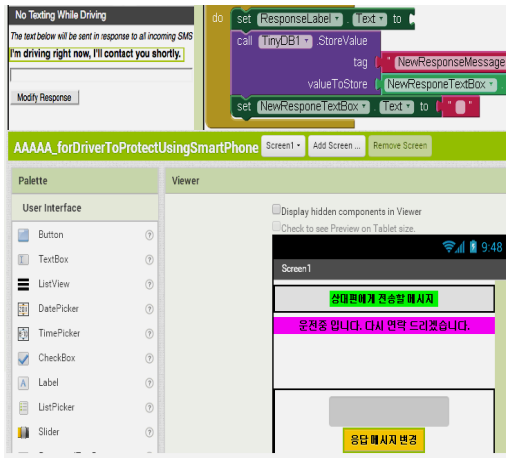 No Texting While Driving
The text below will be sent in response to all incoming SMS
I'm driving right now, I'll contact you shortly.
Modify Response
do set ResponseLabel . Text to
call TinyDB1 .StoreValue
tag " NewResponseMessage
valueToStore NewResponseTextBox .
set NewResponeTextBox . Text to " "
AAAAA_forDriverToProtectUsingSmartPhone Screen1 Add Screen ... Remove Screen
Palette
Viewer
User Interface
Button
TextBox
ListView
DatePicker
TimePicker
CheckBox
Label
ListPicker
Slider
Display hidden components in Viewer
Check to see Preview on Tablet size.
9:48
Screen1
상대편에게 전송할 메시지
운전중 입니다. 다시 연락 드리겠습니다.
응답 메시지 변경